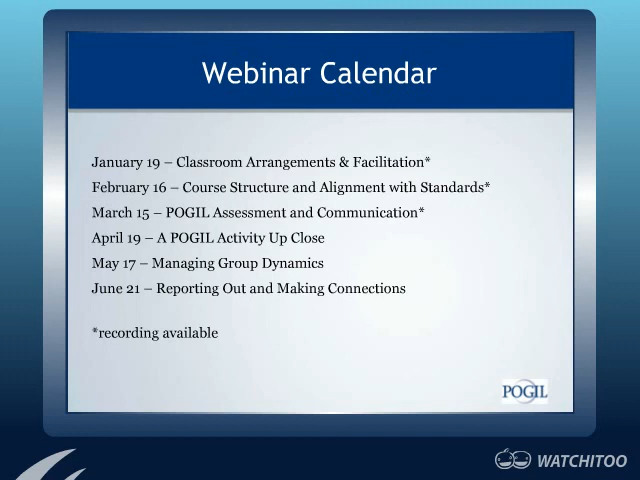 Webinar Calendar
January 19 – Classroom Arrangements & Facilitation*
February 16 – Course Structure and Alignment with Standards*
March 15 – POGIL Assessment and Communication*
April 19 – A POGIL Activity Up Close
May 17 – Managing Group Dynamics
June 21 – Reporting Out and Making Connections
*recording available
POGIL
WATCHITOO